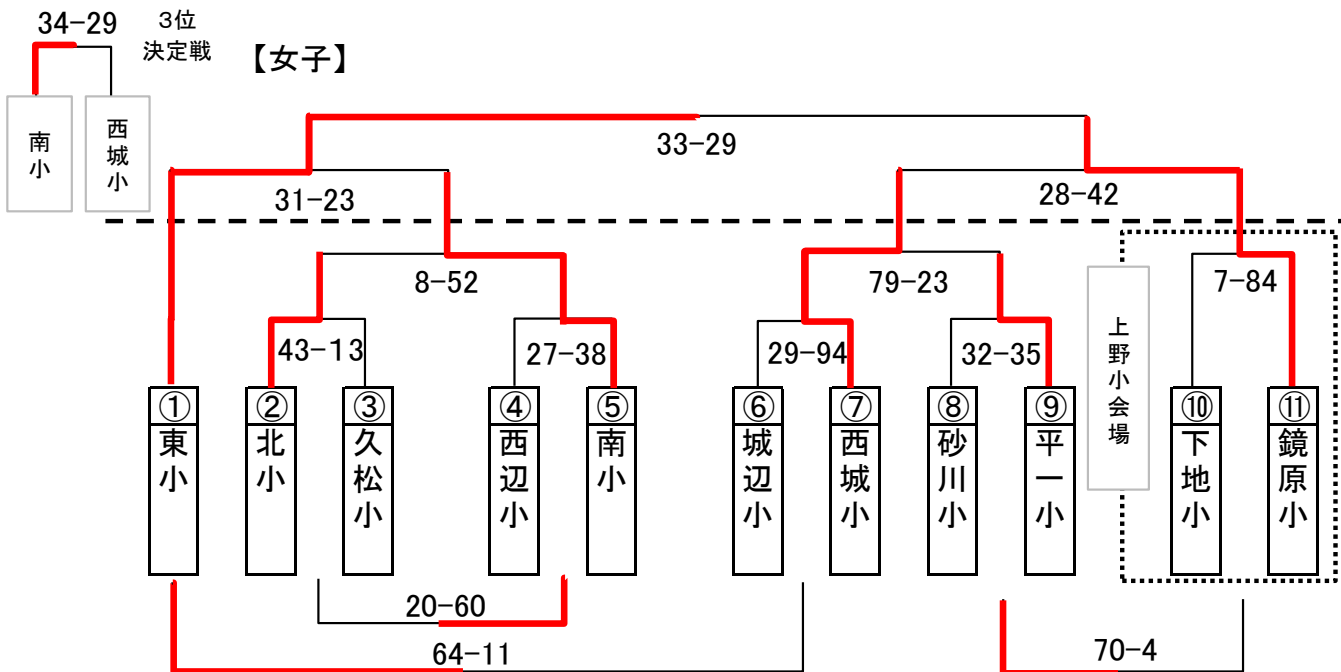 34-29
3位
決定戦
【女子】
南小
西城小
33-29
31-23
28-42
8-52
79-23
7-84
43-13
27-38
29-94
32-35
上野小会場
① 東小
② 北小
③ 久松小
④ 西辺小
⑤ 南小
⑥ 城辺小
⑦ 西城小
⑧ 砂川小
⑨ 平一小
⑩ 下地小
⑪ 鏡原小
20-60
64-11
70-4